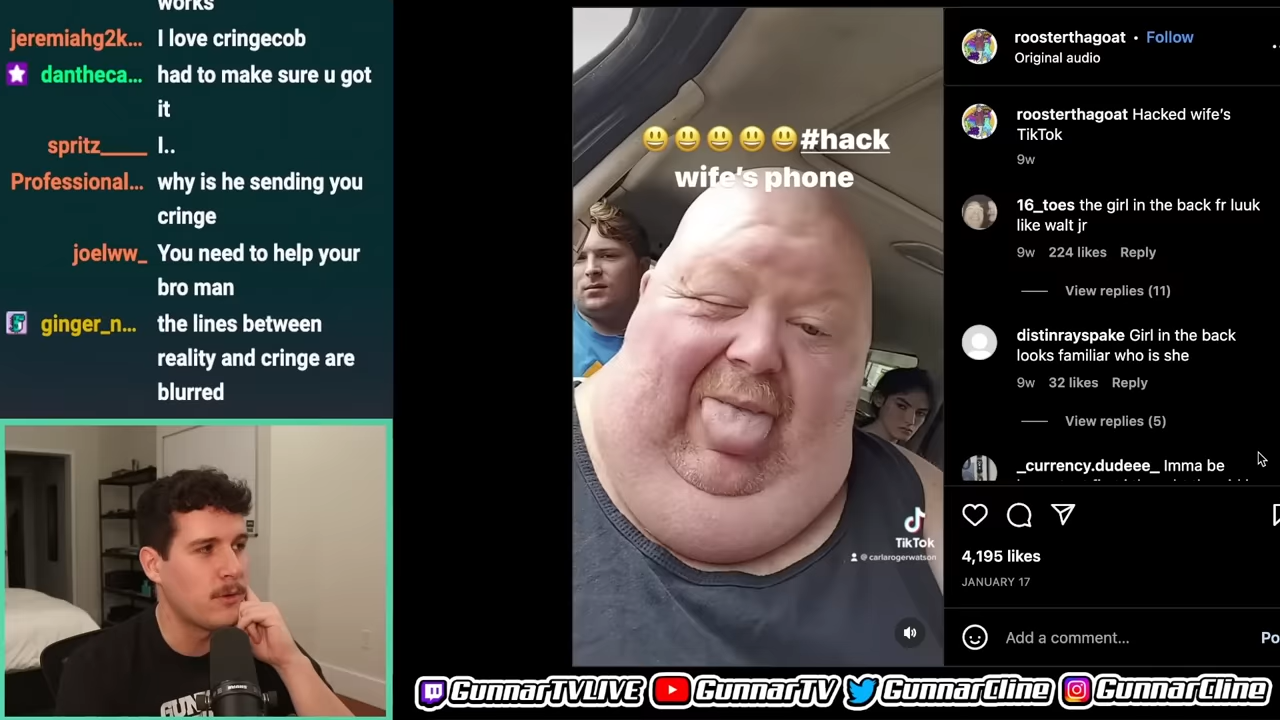 works
jeremiahg2k... I love cringecob
dantheca... had to make sure u got
it
spritz_____ I..
Professional... why is he sending you
cringe
joelww_ You need to help your
bro man
ginger_n... the lines between
reality and cringe are
blurred
😃😃😃😃😃#hack
wife's phone
TikTok
@ carlarogerwatson
roosterthagoat • Follow
Original audio
roosterthagoat Hacked wife's
TikTok
9w
16_toes the girl in the back fr luuk
like walt jr
9w 224 likes Reply
View replies (11)
distinrayspake Girl in the back
looks familiar who is she
9w 32 likes Reply
View replies (5)
_currency.dudeee_ Imma be
4,195 likes
JANUARY 17
Add a comment... Po
GUNN
GunnarTVLIVE GunnarTV GunnarCline GunnarCline